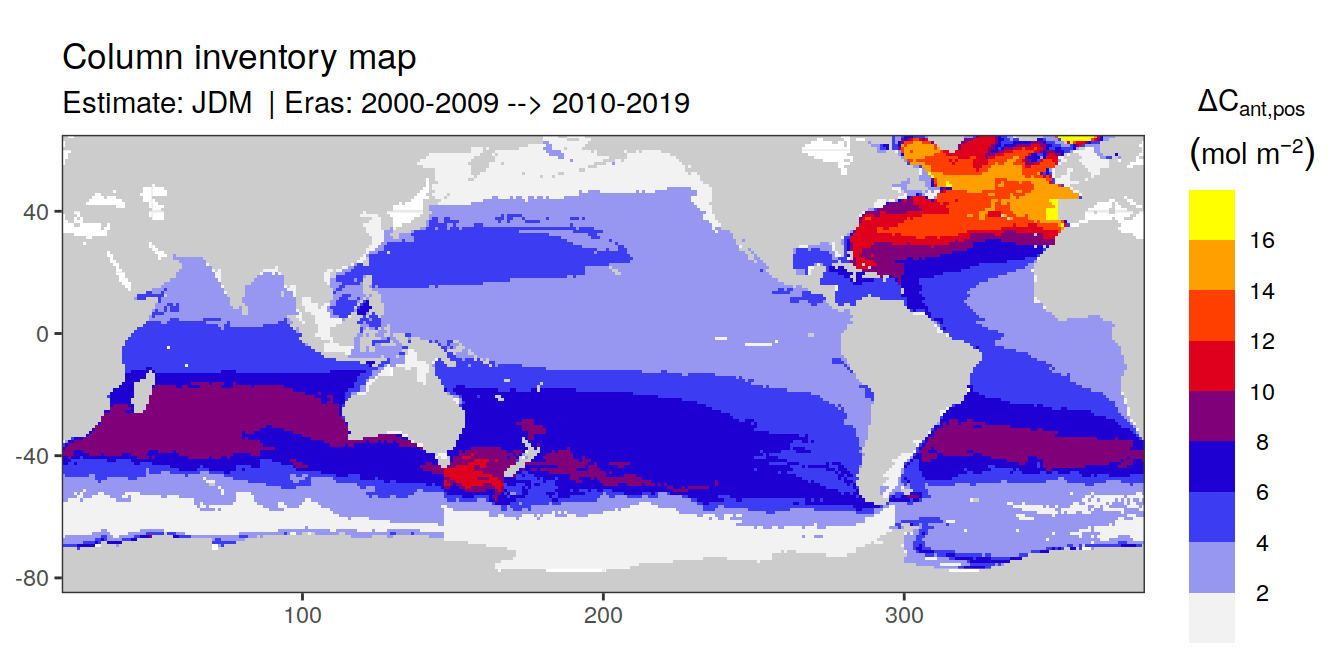 Column inventory map
Estimate: JDM | Eras: 2000-2009 --> 2010-2019
ΔCant,pos
(mol m−2)
16
14
12
10
8
6
4
2
40
0
-40
-80
100 200 300